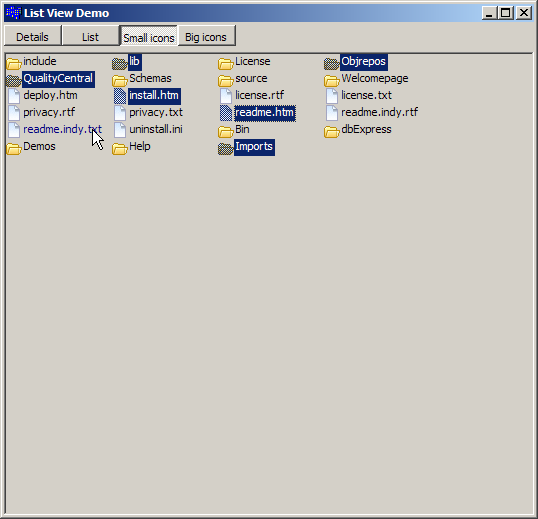 List View Demo
Details List Small icons Big icons
include lib License Objrepos
QualityCentral Schemas source Welcomepage
deploy.htm install.htm license.rtf license.txt
privacy.rtf privacy.txt readme.htm readme.indy.rtf
readme.indy.txt uninstall.ini Bin dbExpress
Demos Help Imports